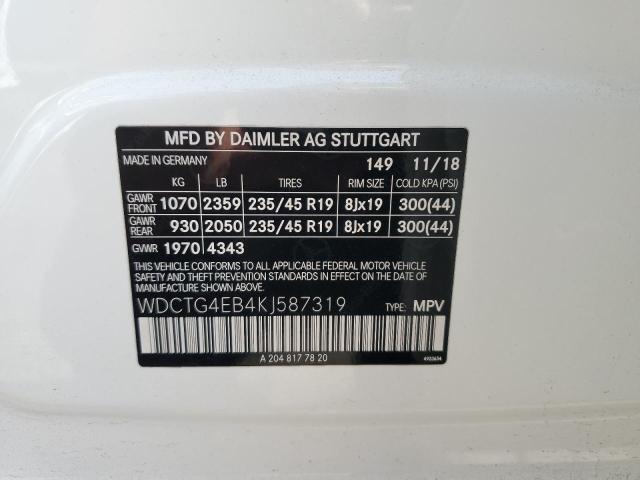 MFD BY DAIMLER AG STUTTGART
MADE IN GERMANY 149 11/18
KG LB TIRES RIM SIZE COLD KPA (PSI)
GAWR FRONT 1070 2359 235/45 R19 8Jx19 300(44)
GAWR REAR 930 2050 235/45 R19 8Jx19 300(44)
GVWR 1970 4343
THIS VEHICLE CONFORMS TO ALL APPLICABLE FEDERAL MOTOR VEHICLE
SAFETY, BUMPER, AND THEFT PREVENTION STANDARDS IN EFFECT ON THE DATE OF
MANUFACTURE SHOWN ABOVE.
WDCTG4EB4KJ587319 TYPE: MPV
A 204 817 78 20